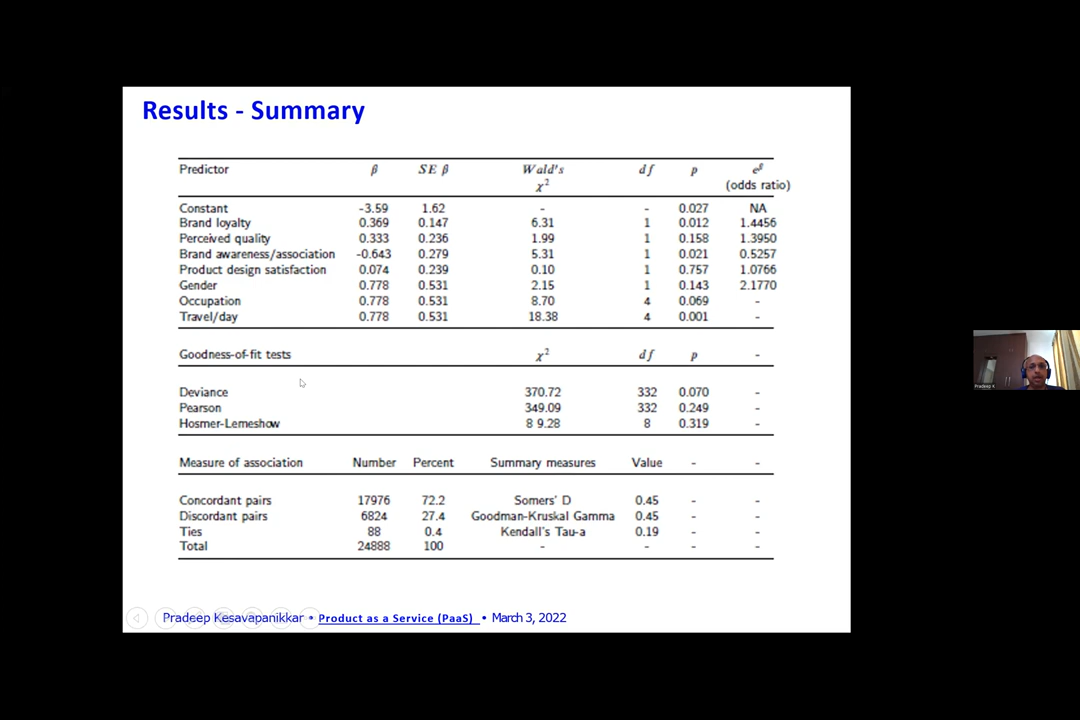 Results - Summary
Predictor β SE β Wald's χ² df p e^β (odds ratio)
Constant -3.59 1.62 - - 0.027 NA
Brand loyalty 0.369 0.147 6.31 1 0.012 1.4456
Perceived quality 0.333 0.236 1.99 1 0.158 1.3950
Brand awareness/association -0.643 0.279 5.31 1 0.021 0.5257
Product design satisfaction 0.074 0.239 0.10 1 0.757 1.0766
Gender 0.778 0.531 2.15 1 0.143 2.1770
Occupation 0.778 0.531 8.70 4 0.069 -
Travel/day 0.778 0.531 18.38 4 0.001 -
Goodness-of-fit tests χ² df p -
Deviance 370.72 332 0.070 -
Pearson 349.09 332 0.249 -
Hosmer-Lemeshow 8 9.28 8 0.319 -
Measure of association Number Percent Summary measures Value - -
Concordant pairs 17976 72.2 Somers' D 0.45 - -
Discordant pairs 6824 27.4 Goodman-Kruskal Gamma 0.45 - -
Ties 88 0.4 Kendall's Tau-a 0.19 - -
Total 24888 100 - - - -
Pradeep Kesavapanikkar • Product as a Service (PaaS) • March 3, 2022
Pradeep K